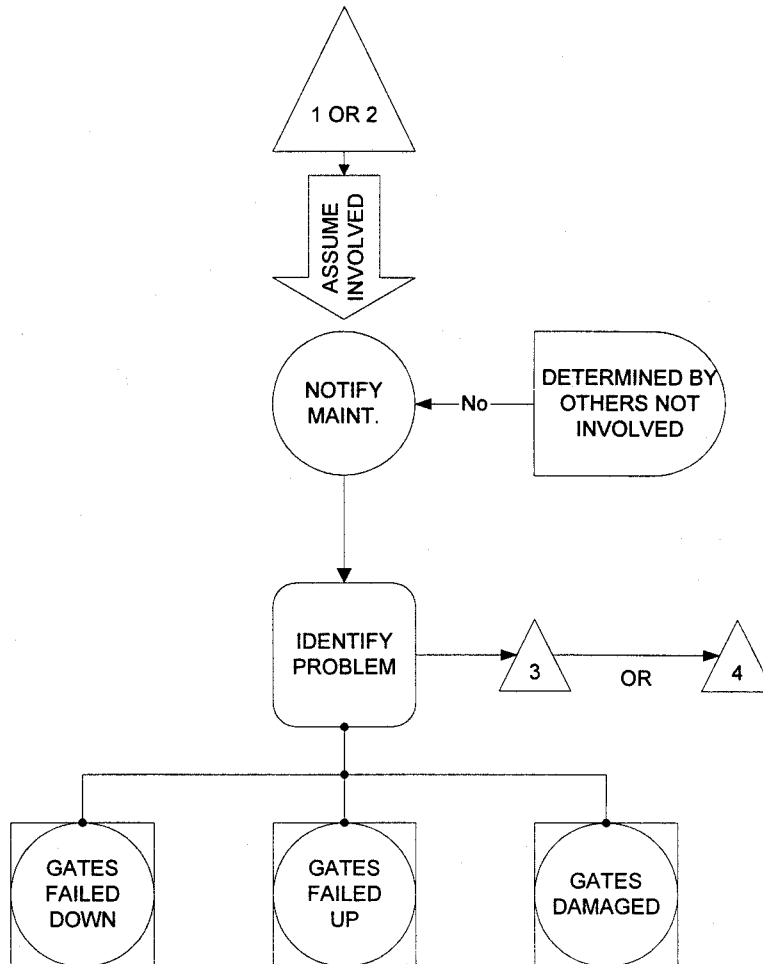 1 OR 2
ASSUME
INVOLVED
NOTIFY
MAINT.
No
DETERMINED BY
OTHERS NOT
INVOLVED
IDENTIFY
PROBLEM
3
OR
4
GATES
FAILED
DOWN
GATES
FAILED
UP
GATES
DAMAGED